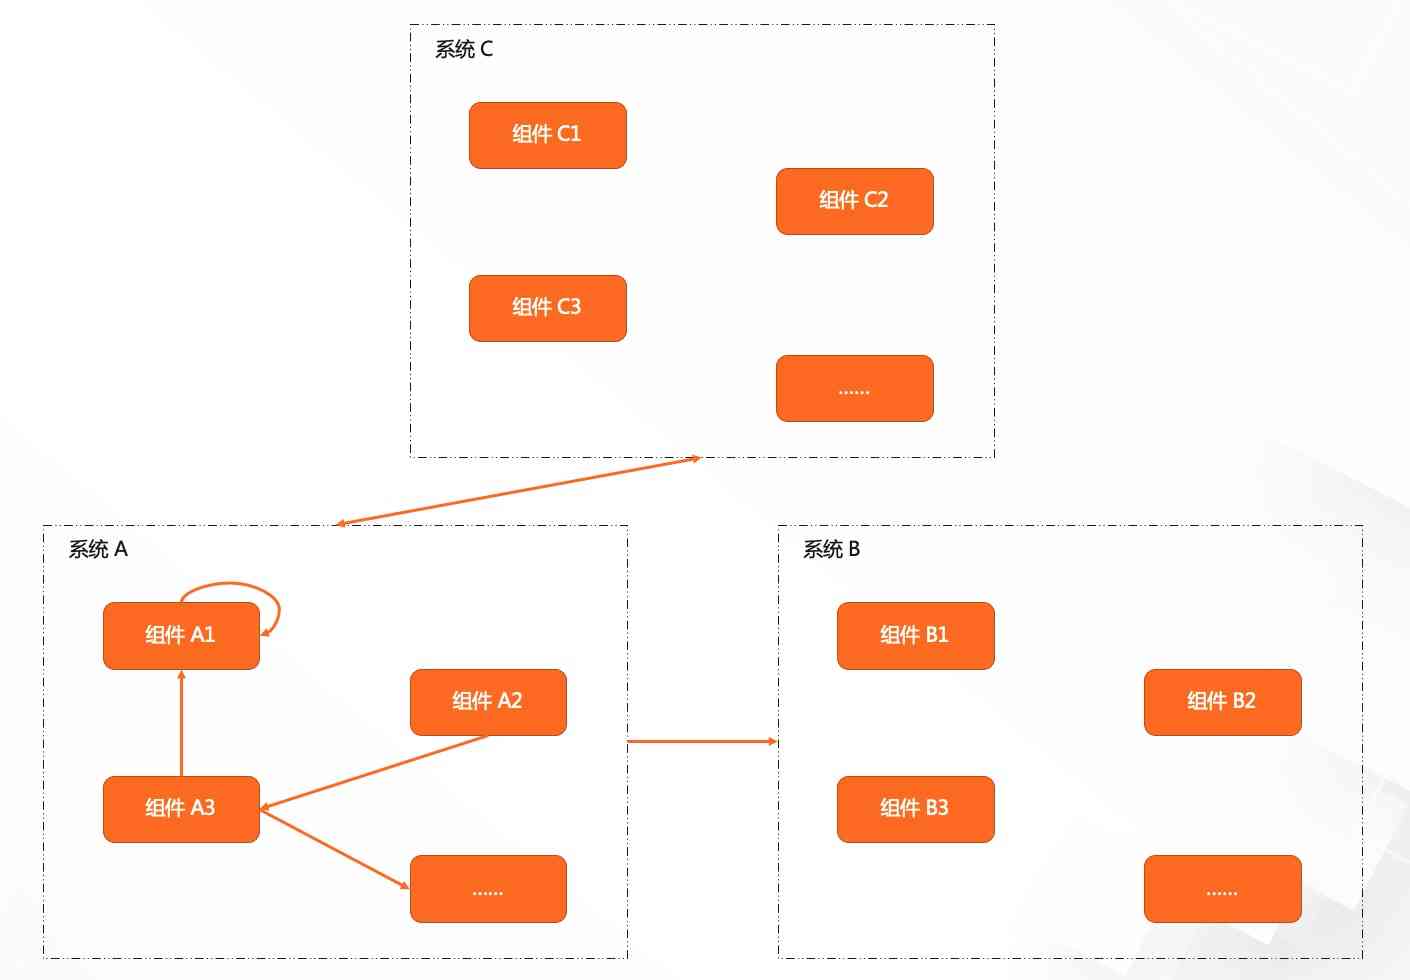 系统 C
组件 C1
组件 C2
组件 C3
......
系统 A
组件 A1
组件 A2
组件 A3
......
系统 B
组件 B1
组件 B2
组件 B3
......